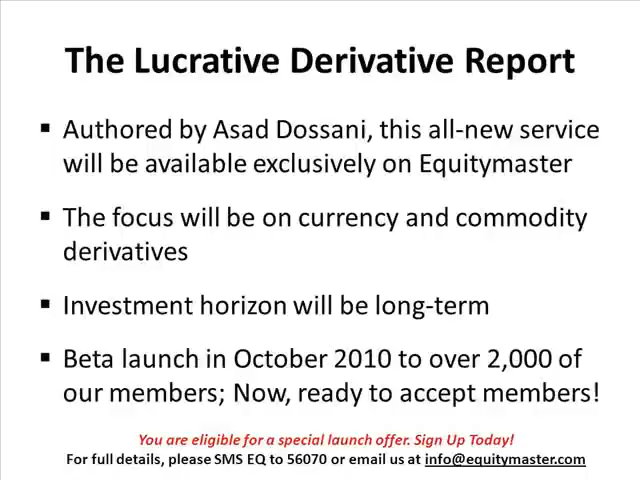 The Lucrative Derivative Report
▪ Authored by Asad Dossani, this all-new service
will be available exclusively on Equitymaster
▪ The focus will be on currency and commodity
derivatives
▪ Investment horizon will be long-term
▪ Beta launch in October 2010 to over 2,000 of
our members; Now, ready to accept members!
You are eligible for a special launch offer. Sign Up Today!
For full details, please SMS EQ to 56070 or email us at info@equitymaster.com